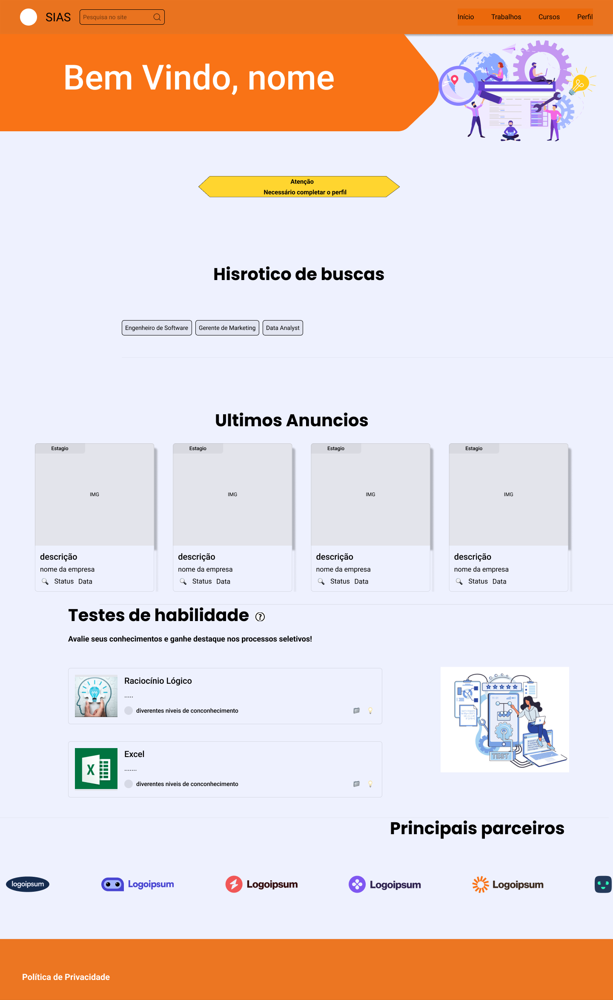 SIAS
Pesquisa no site
Início
Trabalhos
Cursos
Perfil
Bem Vindo, nome
Atenção
Necessário completar o perfil
Hisrotico de buscas
Engenheiro de Software
Gerente de Marketing
Data Analyst
Ultimos Anuncios
Estagio
IMG
descrição
nome da empresa
Status Data
Estagio
IMG
descrição
nome da empresa
Status Data
Estagio
IMG
descrição
nome da empresa
Status Data
Estagio
IMG
descrição
nome da empresa
Status Data
Testes de habilidade ?
Avalie seus conhecimentos e ganhe destaque nos processos seletivos!
Raciocínio Lógico
.....
diverentes niveis de conconhecimento
Excel
.......
diverentes niveis de conconhecimento
X
TEST
Principais parceiros
logoipsum
Logoipsum
Logoipsum
Logoipsum
Logoipsum
Política de Privacidade